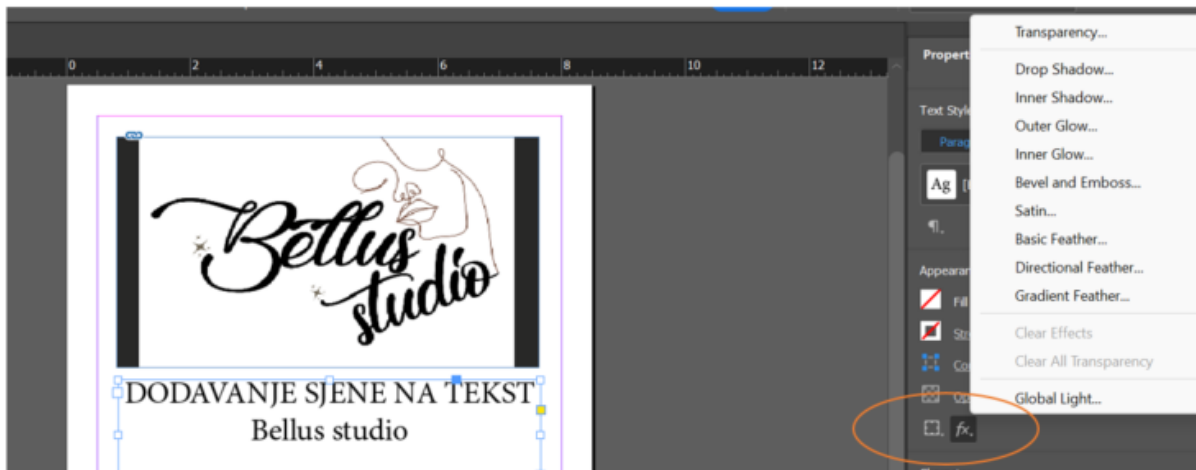 0 2 4 6 8 10 12
Bellus
studio
DODAVANJE SJENE NA TEKST
Bellus studio
Propert
Text Style
Parag
Ag
Appearan
Fill
fx.
Transparency...
Drop Shadow...
Inner Shadow...
Outer Glow...
Inner Glow...
Bevel and Emboss...
Satin...
Basic Feather...
Directional Feather...
Gradient Feather...
Clear Effects
Clear All Transparency
Global Light...